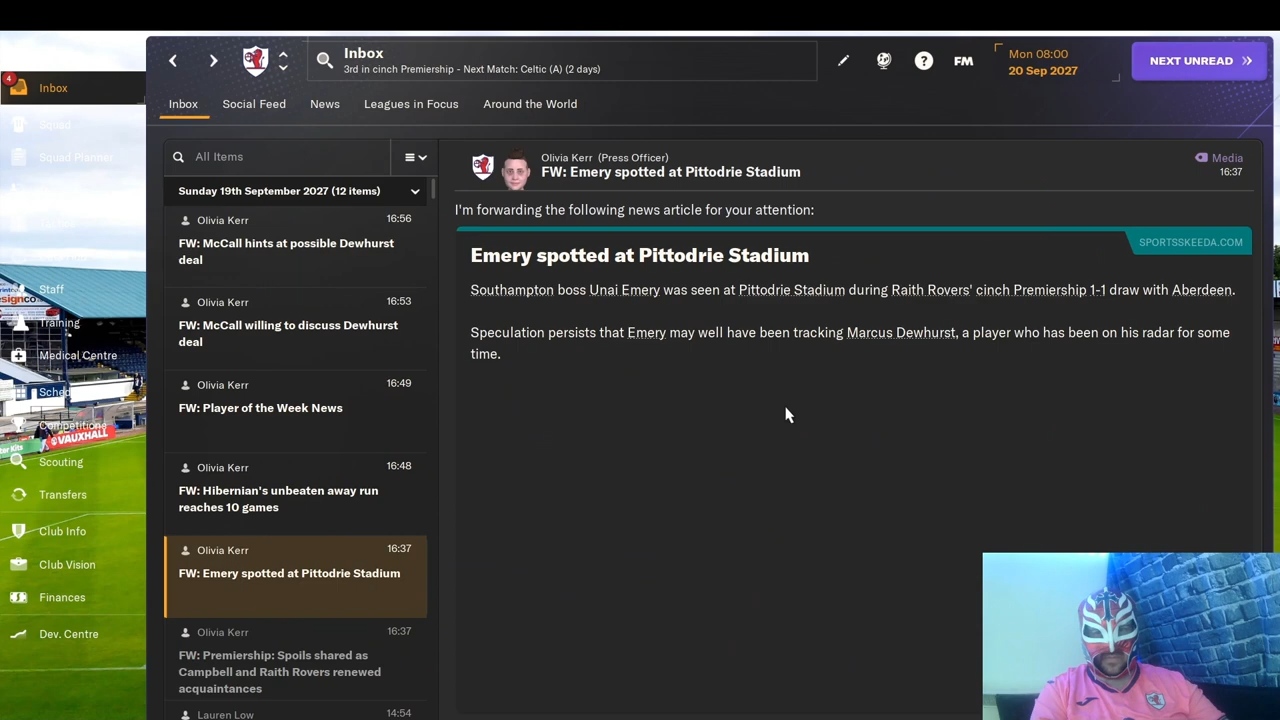 Inbox
3rd in cinch Premiership - Next Match: Celtic (A) (2 days)
FM
Mon 08:00
20 Sep 2027
NEXT UNREAD
4
Inbox
Squad
Squad Planner
Staff
Training
Medical Centre
Sched
Competitions
VAUXHALL
Scouting
Transfers
Club Info
Club Vision
Finances
Dev. Centre
Inbox
Social Feed
News
Leagues in Focus
Around the World
All Items
Sunday 19th September 2027 (12 items)
Olivia Kerr
16:56
FW: McCall hints at possible Dewhurst
deal
Olivia Kerr
16:53
FW: McCall willing to discuss Dewhurst
deal
Olivia Kerr
16:49
FW: Player of the Week News
Olivia Kerr
16:48
FW: Hibernian's unbeaten away run
reaches 10 games
Olivia Kerr
16:37
FW: Emery spotted at Pittodrie Stadium
Olivia Kerr
16:37
FW: Premiership: Spoils shared as
Campbell and Raith Rovers renewed
acquaintances
Lauren Low
14:54
Olivia Kerr (Press Officer)
FW: Emery spotted at Pittodrie Stadium
Media
16:37
I'm forwarding the following news article for your attention:
SPORTSSKEEDA.COM
Emery spotted at Pittodrie Stadium
Southampton boss Unai Emery was seen at Pittodrie Stadium during Raith Rovers' cinch Premiership 1-1 draw with Aberdeen.
Speculation persists that Emery may well have been tracking Marcus Dewhurst, a player who has been on his radar for some
time.